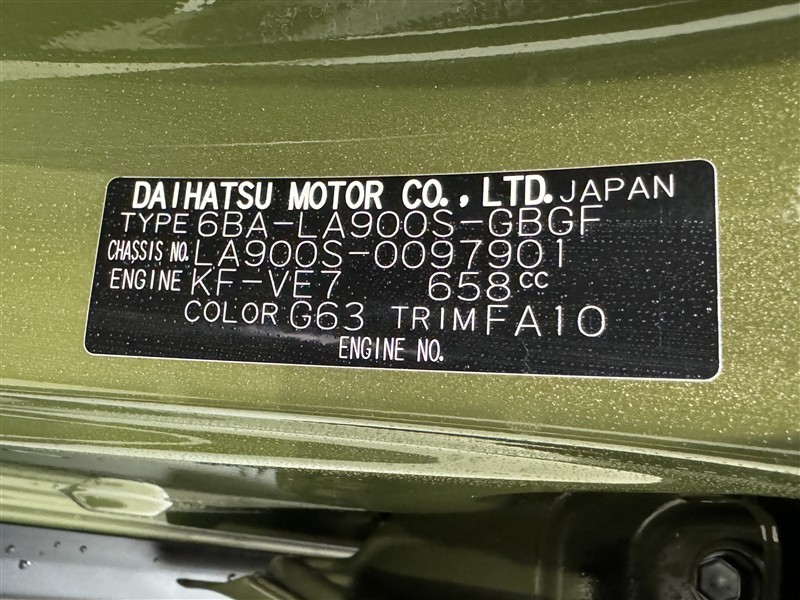 DAIHATSU MOTOR CO., LTD. JAPAN
TYPE 6BA-LA900S-GBGF
CHASSIS NO. LA900S-0097901
ENGINE KF-VE7 658CC
COLOR G63 TRIM FA10
ENGINE NO.